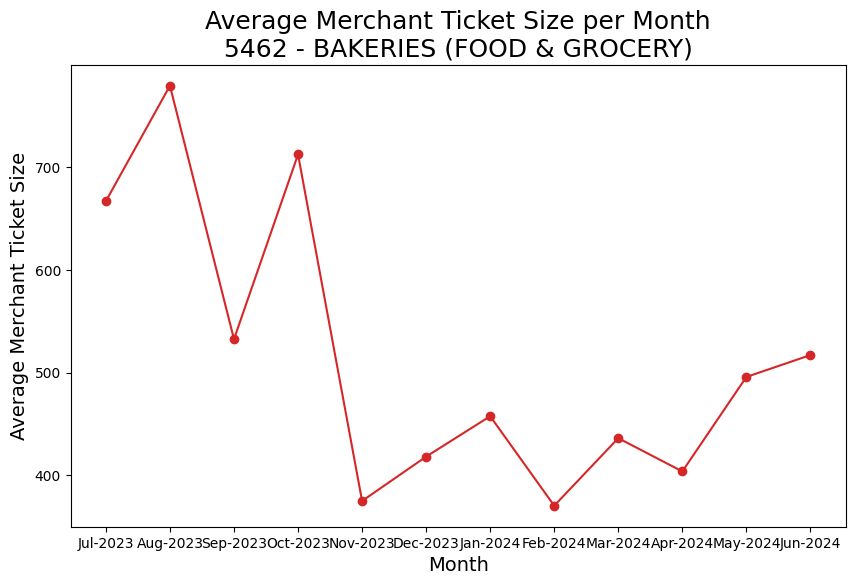 Average Merchant Ticket Size per Month
5462 - BAKERIES (FOOD & GROCERY)
Average Merchant Ticket Size
700
600
500
400
Jul-2023 Aug-2023 Sep-2023 Oct-2023 Nov-2023 Dec-2023 Jan-2024 Feb-2024 Mar-2024 Apr-2024 May-2024 Jun-2024
Month